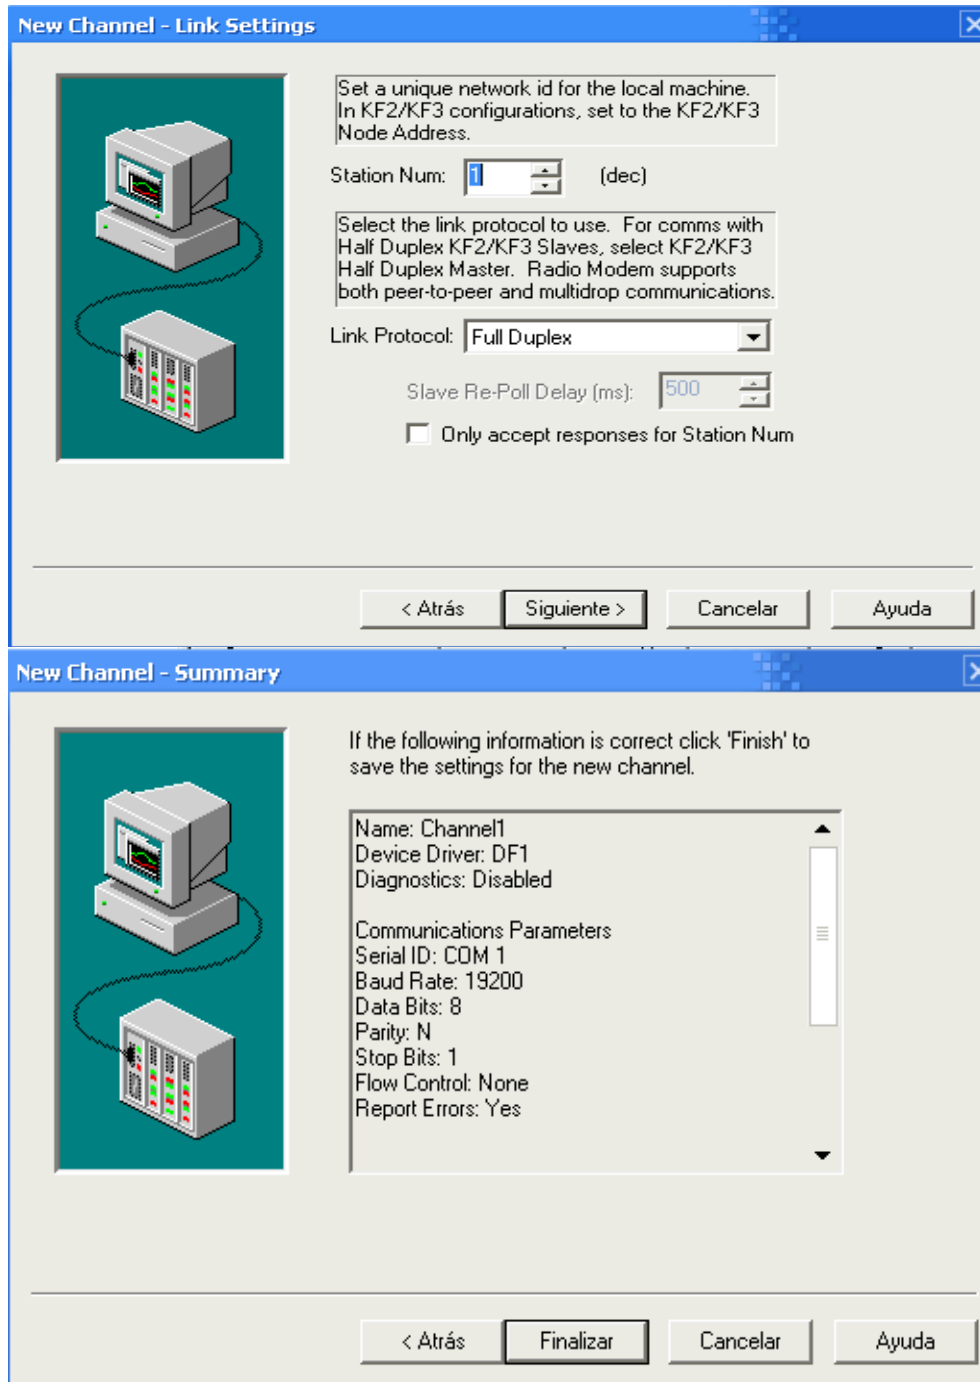 New Channel - Link Settings
Set a unique network id for the local machine.
In KF2/KF3 configurations, set to the KF2/KF3
Node Address.
Station Num: 1 (dec)
Select the link protocol to use. For comms with
Half Duplex KF2/KF3 Slaves, select KF2/KF3
Half Duplex Master. Radio Modem supports
both peer-to-peer and multidrop communications.
Link Protocol: Full Duplex
Slave Re-Poll Delay (ms): 500
Only accept responses for Station Num
< Atrás Siguiente > Cancelar Ayuda
New Channel - Summary
If the following information is correct click 'Finish' to
save the settings for the new channel.
Name: Channel1
Device Driver: DF1
Diagnostics: Disabled
Communications Parameters
Serial ID: COM 1
Baud Rate: 19200
Data Bits: 8
Parity: N
Stop Bits: 1
Flow Control: None
Report Errors: Yes
< Atrás Finalizar Cancelar Ayuda